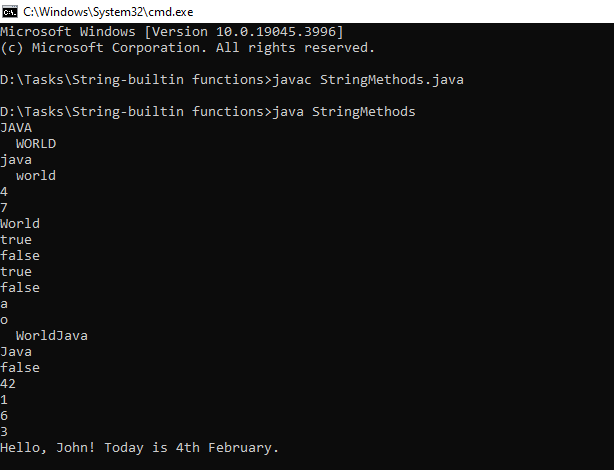 C:\Windows\System32\cmd.exe
Microsoft Windows [Version 10.0.19045.3996]
(c) Microsoft Corporation. All rights reserved.
D:\Tasks\String-builtin functions>javac StringMethods.java
D:\Tasks\String-builtin functions>java StringMethods
JAVA
  WORLD
java
  world
4
7
World
true
false
true
false
a
o
  WorldJava
Java
false
42
1
6
3
Hello, John! Today is 4th February.